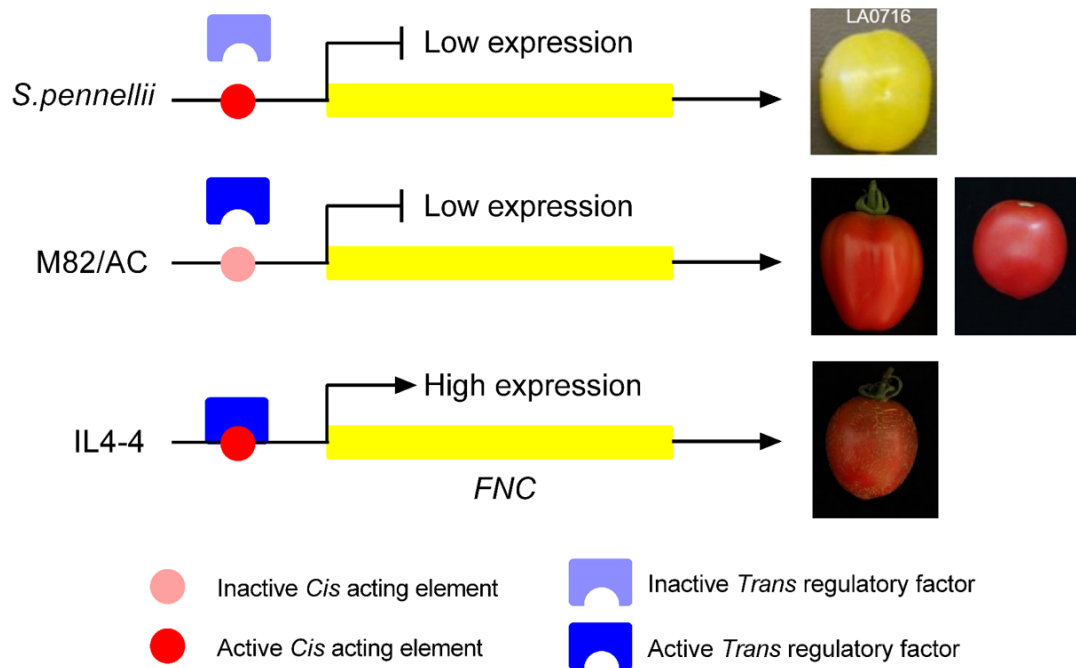 LA0716
Low expression
S.pennellii
Low expression
M82/AC
High expression
IL4-4
FNC
Inactive Cis acting element
Inactive Trans regulatory factor
Active Cis acting element
Active Trans regulatory factor